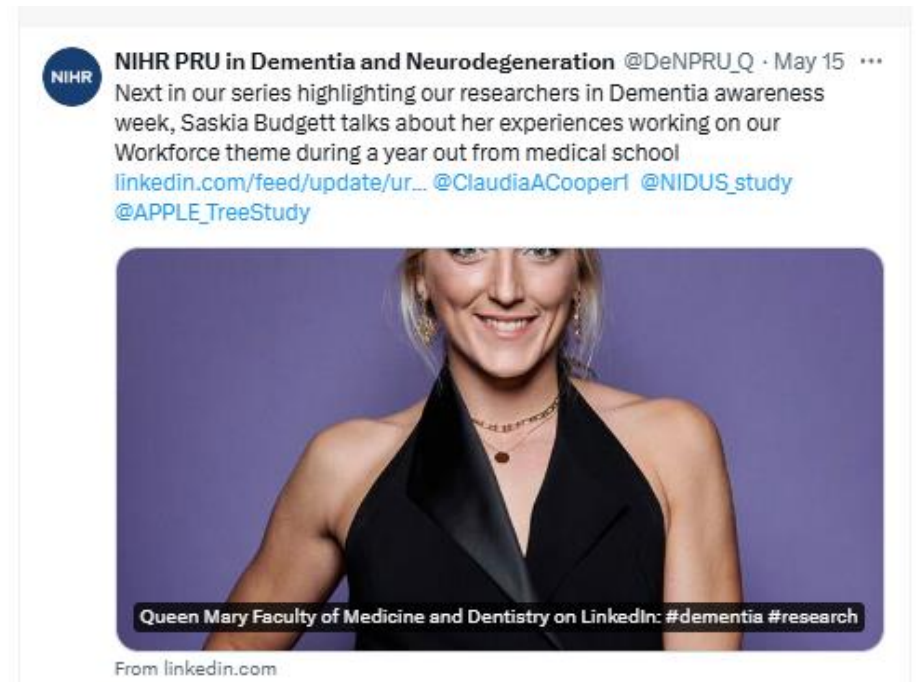 NIHR
NIHR PRU in Dementia and Neurodegeneration @DeNPRU_Q · May 15 ···
Next in our series highlighting our researchers in Dementia awareness
week, Saskia Budgett talks about her experiences working on our
Workforce theme during a year out from medical school
linkedin.com/feed/update/ur... @ClaudiaACooper1 @NIDUS_study
@APPLE_TreeStudy
Queen Mary Faculty of Medicine and Dentistry on LinkedIn: #dementia #research
From linkedin.com